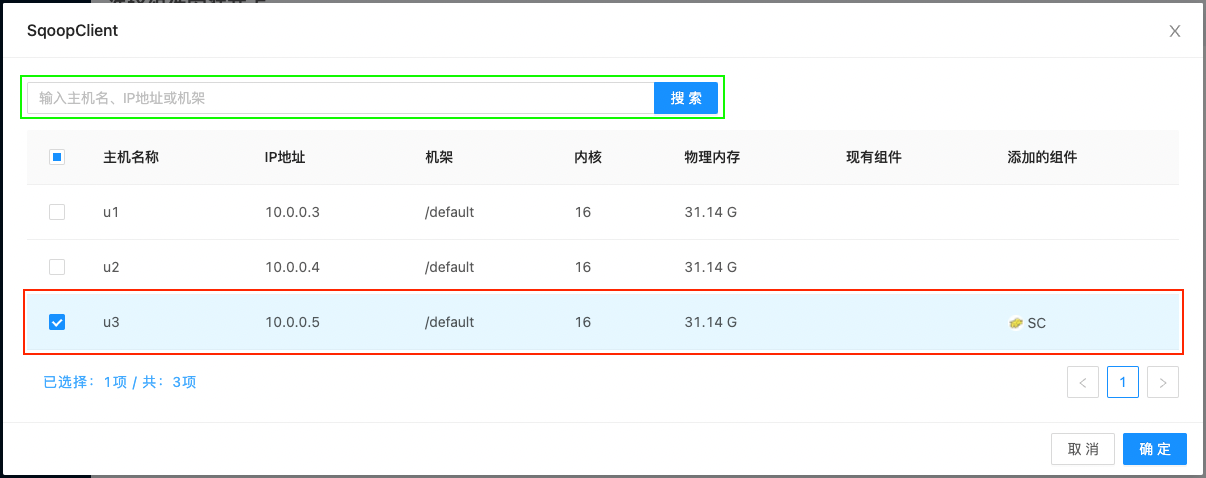 SqoopClient
输入主机名、IP地址或机架
搜 索
主机名称 IP地址 机架 内核 物理内存 现有组件 添加的组件
u1 10.0.0.3 /default 16 31.14 G
u2 10.0.0.4 /default 16 31.14 G
u3 10.0.0.5 /default 16 31.14 G SC
已选择：1项 / 共：3项
< 1 >
取 消
确 定